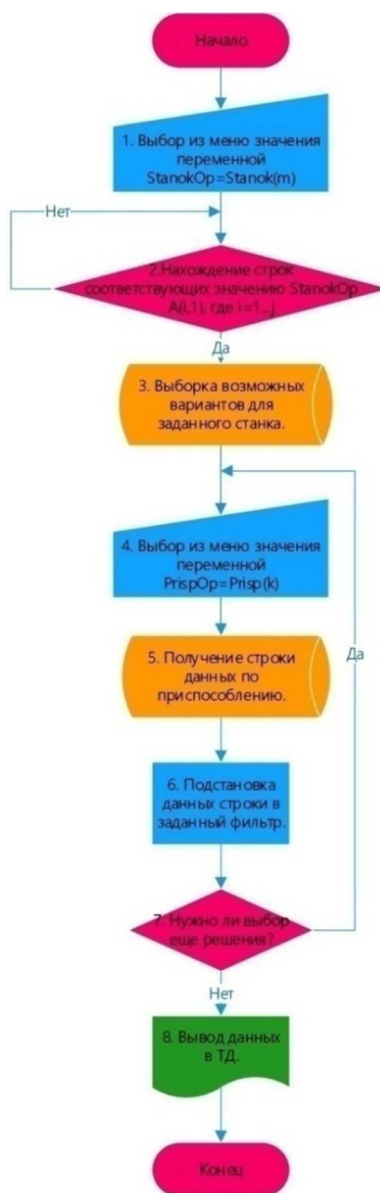 Начало
1. Выбор из меню значения
переменной
StanokOp=Stanok(m)
Нет
2.Нахождение строк
соответствующих значению StanokOp
A(i,1), где i=1...j
Да
3. Выборка возможных
вариантов для
заданного станка.
4. Выбор из меню значения
переменной
PrispOp=Prisp(k)
5. Получение строки
данных по
приспособлению.
Да
6. Подстановка
данных строки в
заданный фильтр.
7. Нужно ли выбор
еще решения?
Нет
8. Вывод данных
в ТД.
Конец